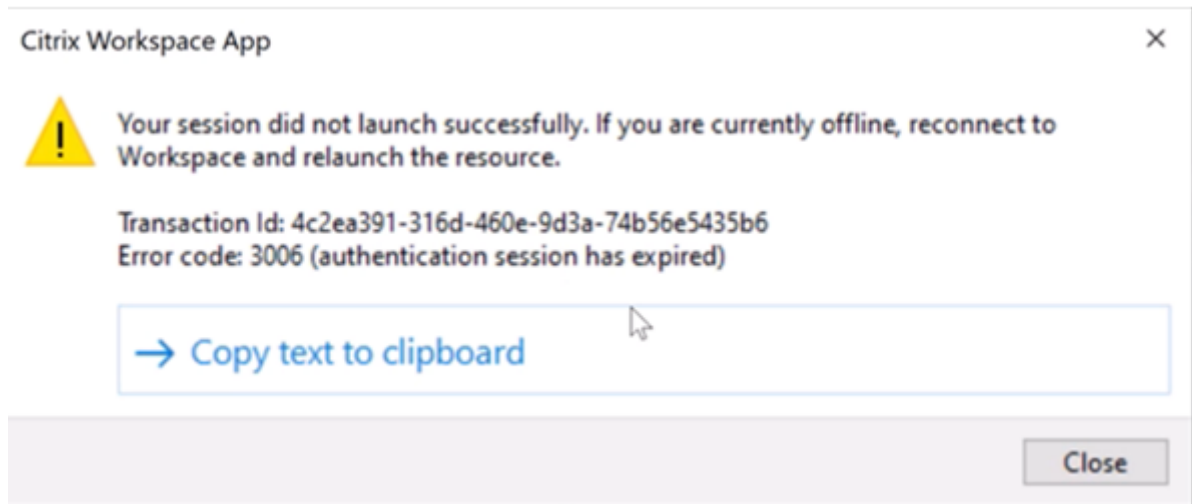 Citrix Workspace App
Your session did not launch successfully. If you are currently offline, reconnect to
Workspace and relaunch the resource.
Transaction Id: 4c2ea391-316d-460e-9d3a-74b56e5435b6
Error code: 3006 (authentication session has expired)
Copy text to clipboard
Close